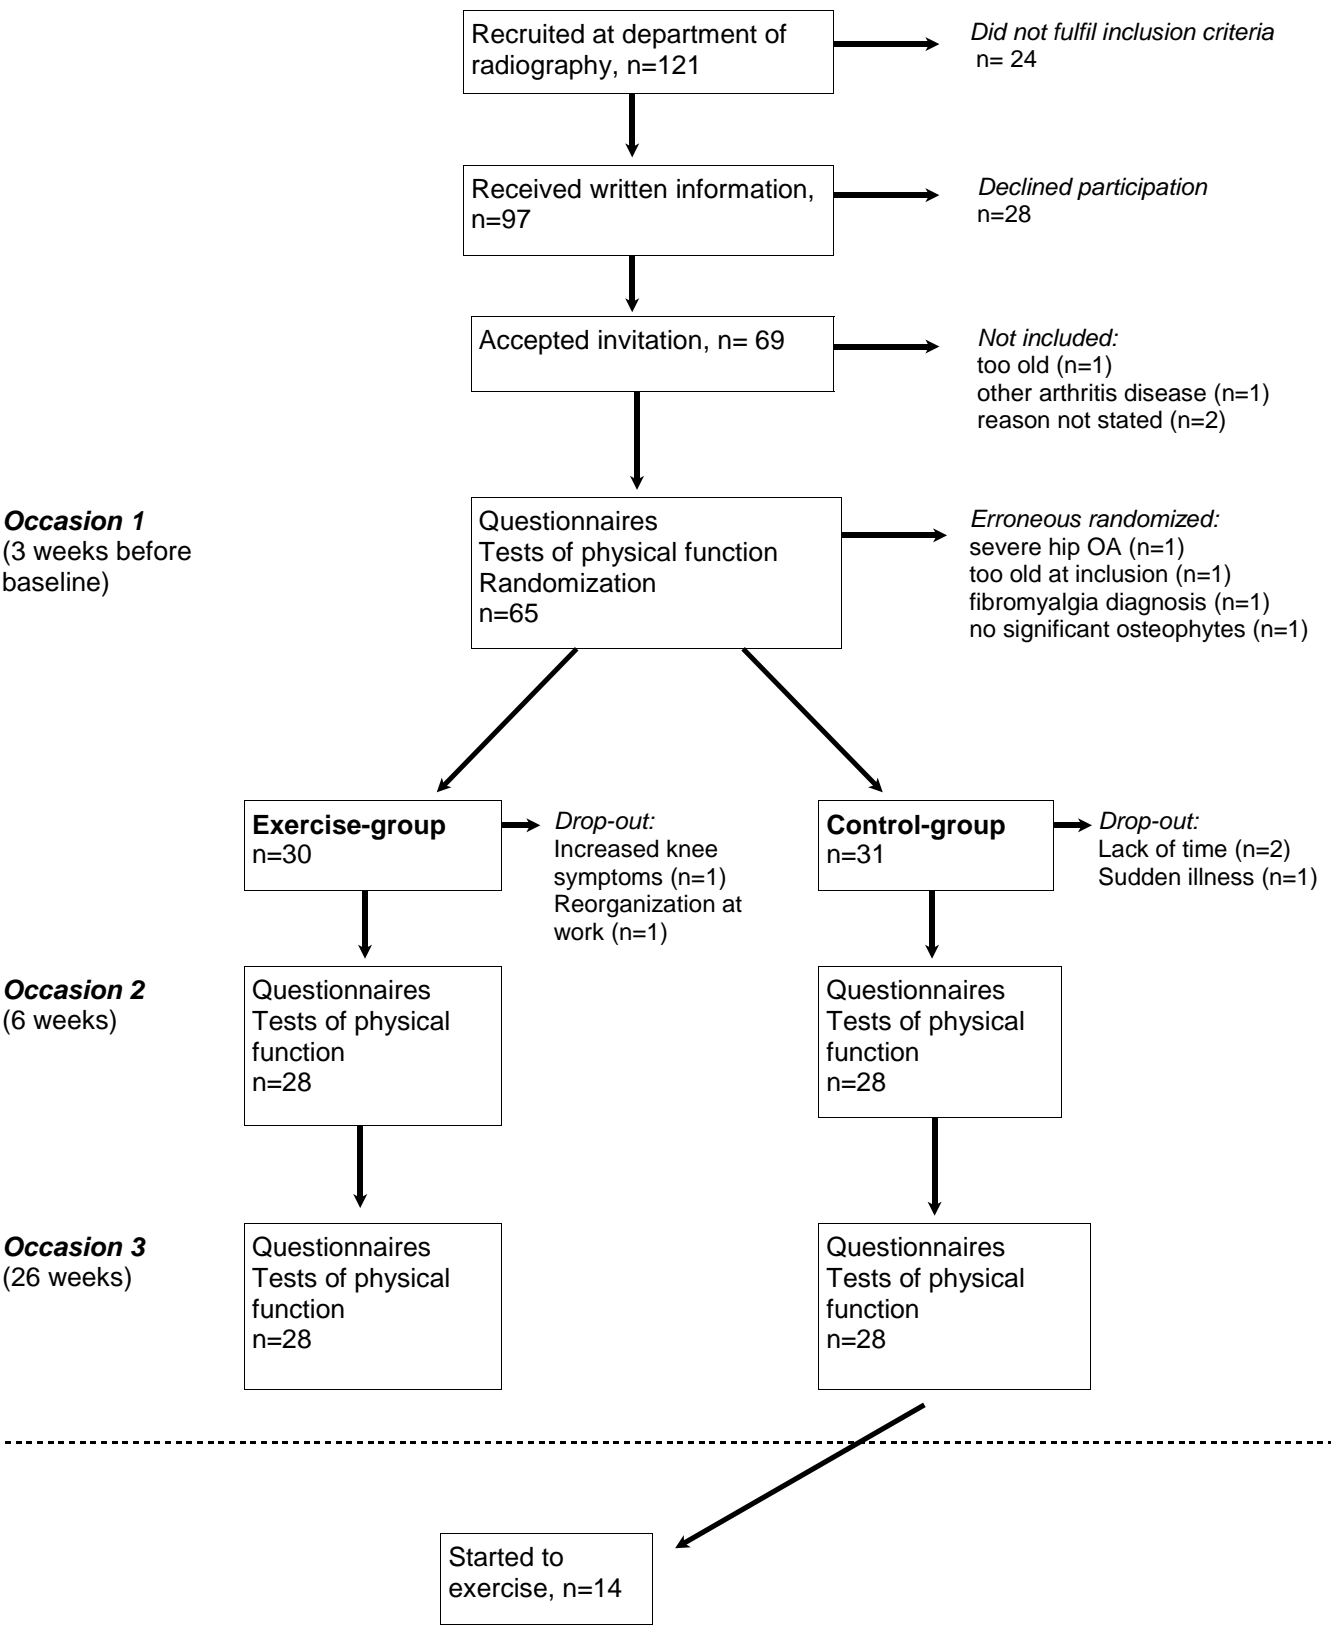 Recruited at department of
radiography, n=121
Did not fulfil inclusion criteria
n= 24
Received written information,
n=97
Declined participation
n=28
Accepted invitation, n= 69
Not included:
too old (n=1)
other arthritis disease (n=1)
reason not stated (n=2)
Occasion 1
(3 weeks before
baseline)
Questionnaires
Tests of physical function
Randomization
n=65
Erroneous randomized:
severe hip OA (n=1)
too old at inclusion (n=1)
fibromyalgia diagnosis (n=1)
no significant osteophytes (n=1)
Exercise-group
n=30
Drop-out:
Increased knee
symptoms (n=1)
Reorganization at
work (n=1)
Control-group
n=31
Drop-out:
Lack of time (n=2)
Sudden illness (n=1)
Occasion 2
(6 weeks)
Questionnaires
Tests of physical
function
n=28
Questionnaires
Tests of physical
function
n=28
Occasion 3
(26 weeks)
Questionnaires
Tests of physical
function
n=28
Questionnaires
Tests of physical
function
n=28
Started to
exercise, n=14